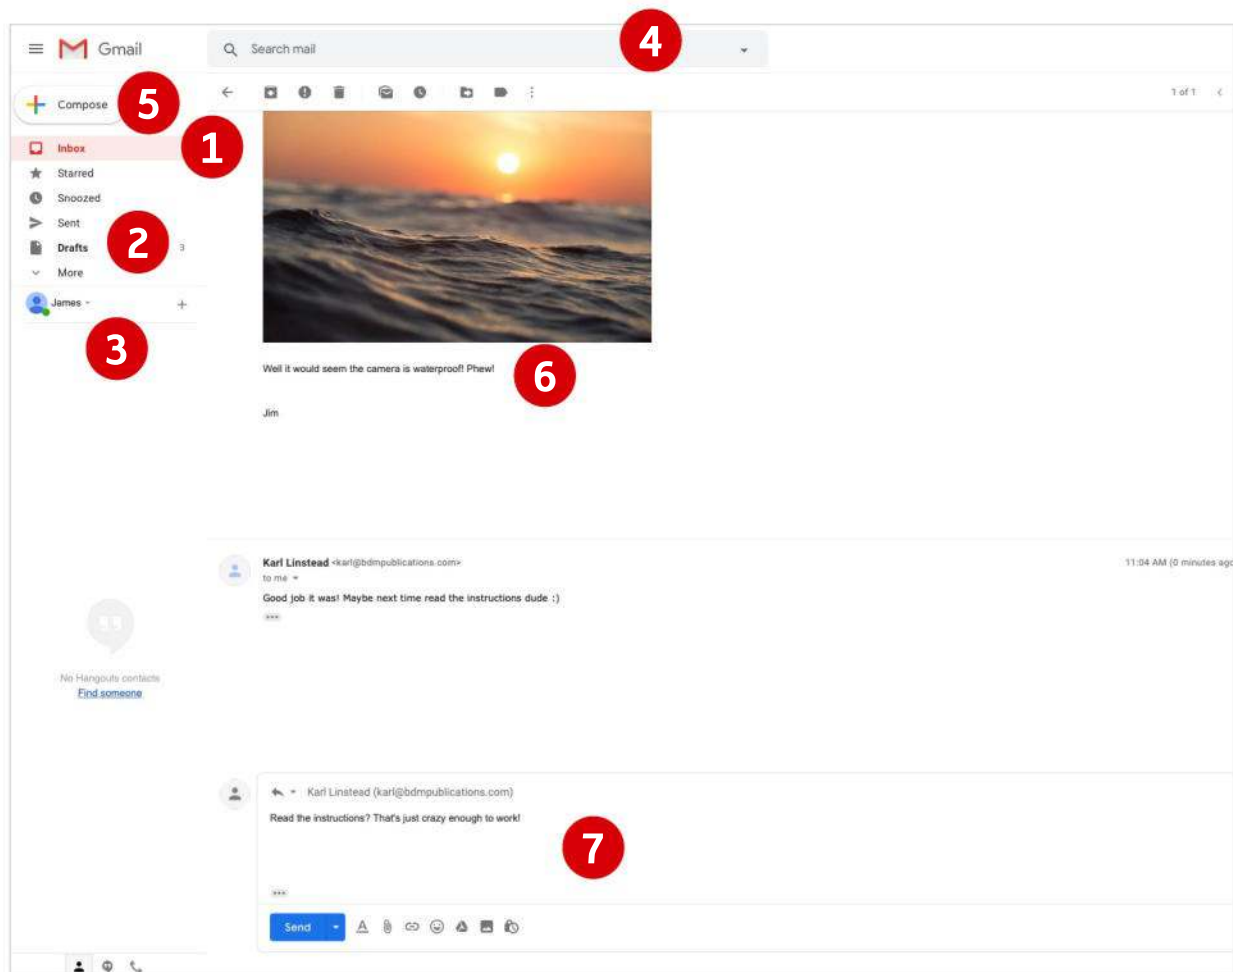 Gmail
Search mail
4
Compose
5
1 of 1
Inbox
1
Starred
Snoozed
Sent
Drafts
2
3
More
James
3
Well it would seem the camera is waterproof! Phew!
6
Jim
Karl Linstead <karl@bdmpublications.com>
11:04 AM (0 minutes ago
to me
Good job it was! Maybe next time read the instructions dude :)
No Hangouts contacts
Find someone
Karl Linstead (karl@bdmpublications.com)
Read the instructions? That's just crazy enough to work!
7
Send